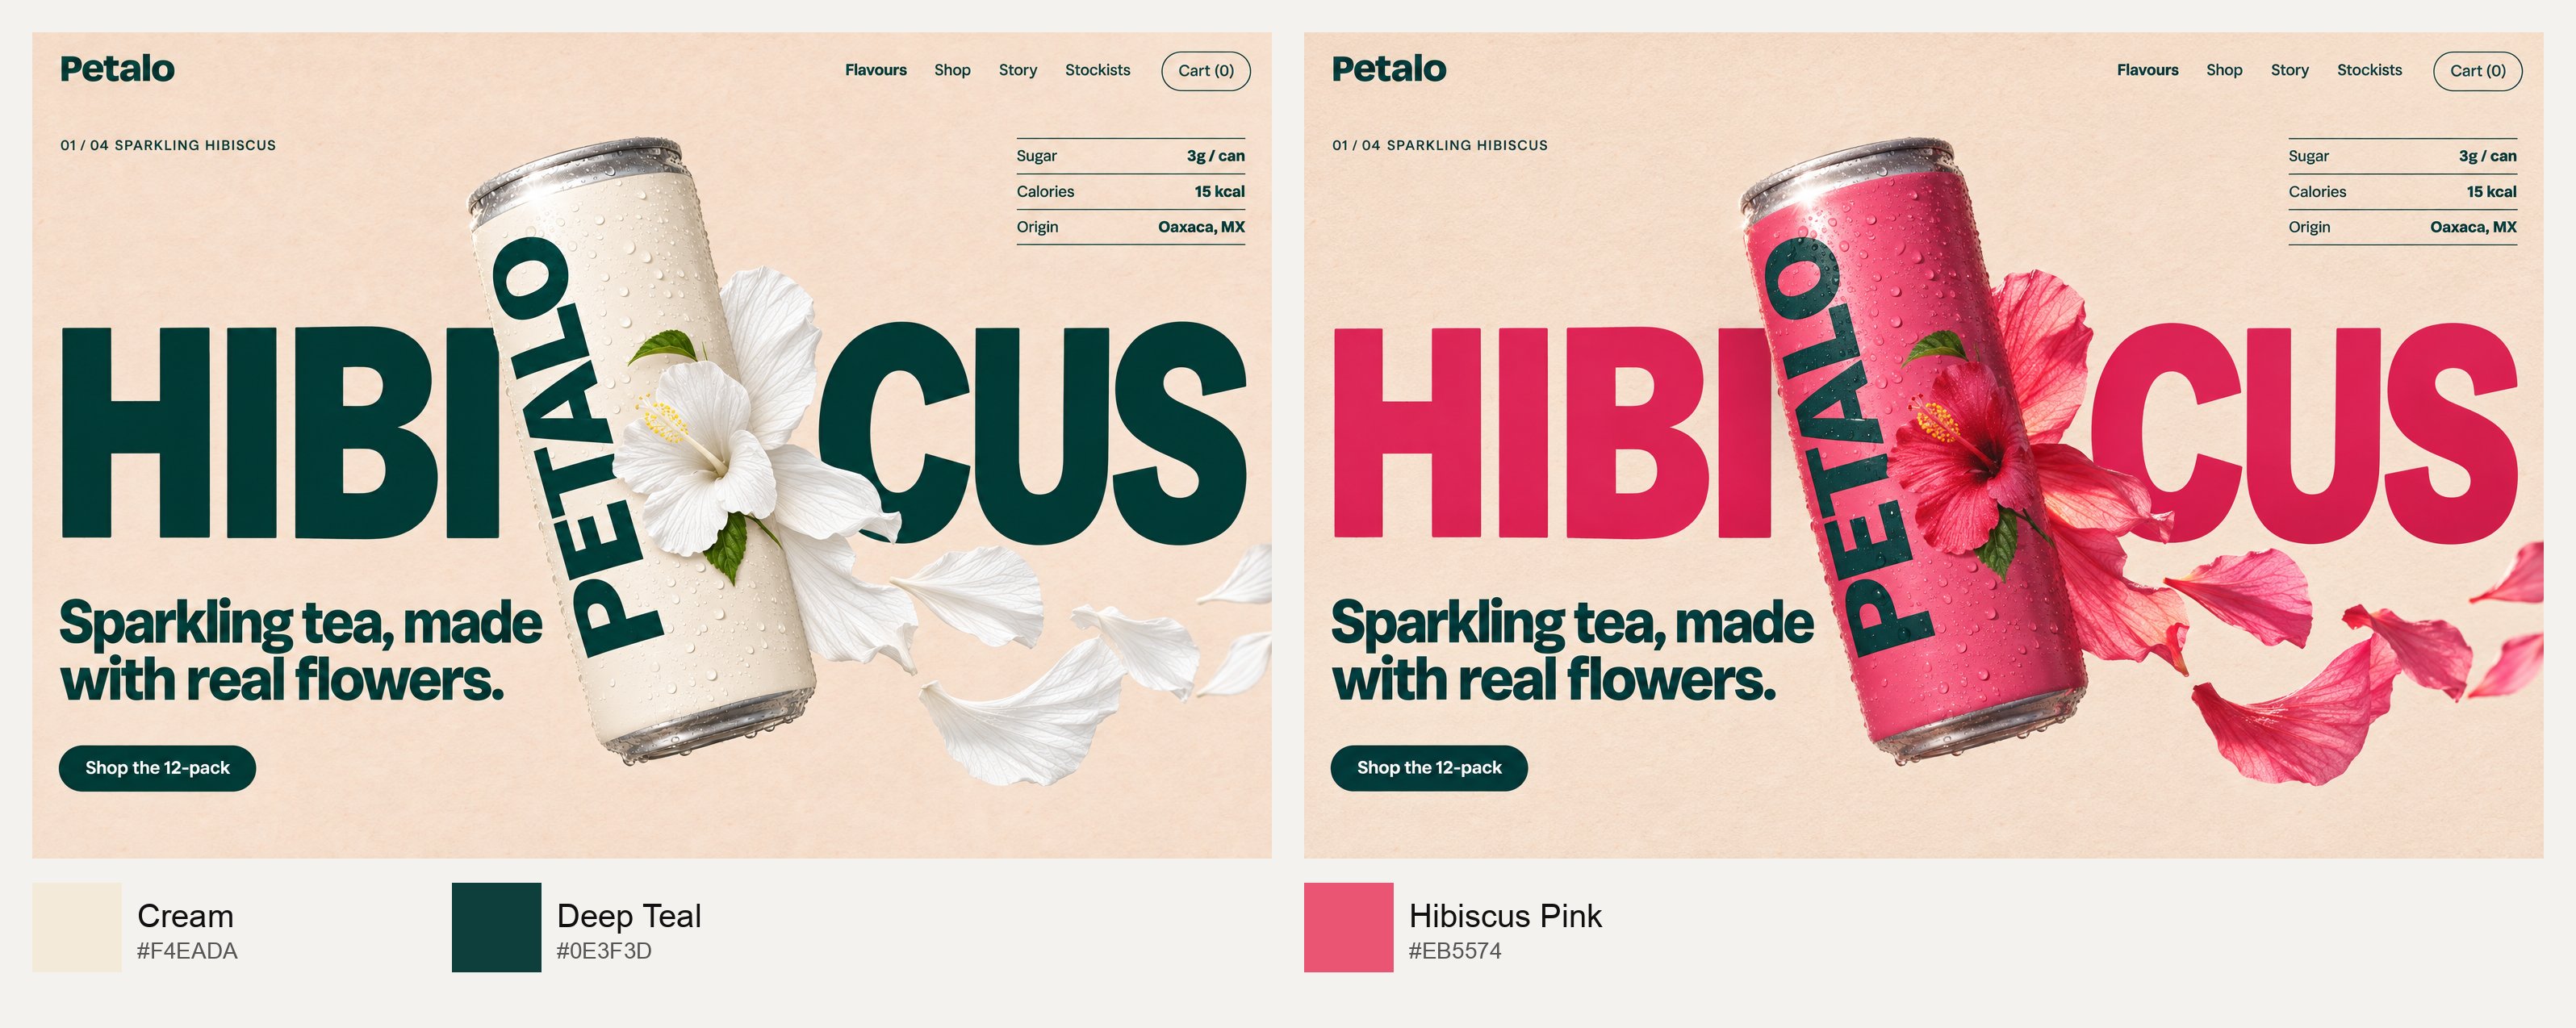 Petalo
Flavours Shop Story Stockists Cart (0)
01 / 04 SPARKLING HIBISCUS
Sugar 3g / can
Calories 15 kcal
Origin Oaxaca, MX
PETALO
HIBI CUS
Sparkling tea, made
with real flowers.
Shop the 12-pack
Petalo
Flavours Shop Story Stockists Cart (0)
01 / 04 SPARKLING HIBISCUS
Sugar 3g / can
Calories 15 kcal
Origin Oaxaca, MX
PETALO
HIBI CUS
Sparkling tea, made
with real flowers.
Shop the 12-pack
Cream
#F4EADA
Deep Teal
#0E3F3D
Hibiscus Pink
#EB5574